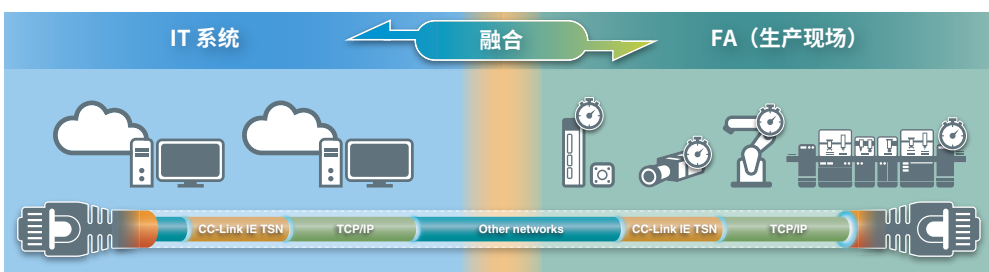 IT 系统
融合
FA（生产现场）
CC-Link IE TSN
TCP/IP
Other networks
CC-Link IE TSN
TCP/IP